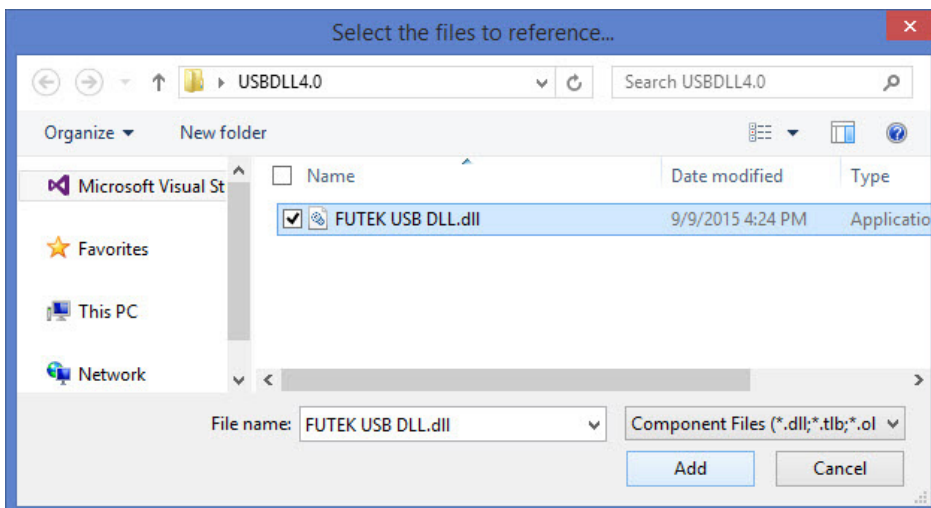 Select the files to reference...
USBDLL4.0
Search USBDLL4.0
Organize
New folder
Microsoft Visual St
Name
Date modified
Type
FUTEK USB DLL.dll
9/9/2015 4:24 PM
Applicatio
Favorites
This PC
Network
File name:
FUTEK USB DLL.dll
Component Files (*.dll;*.tlb;*.ol
Add
Cancel